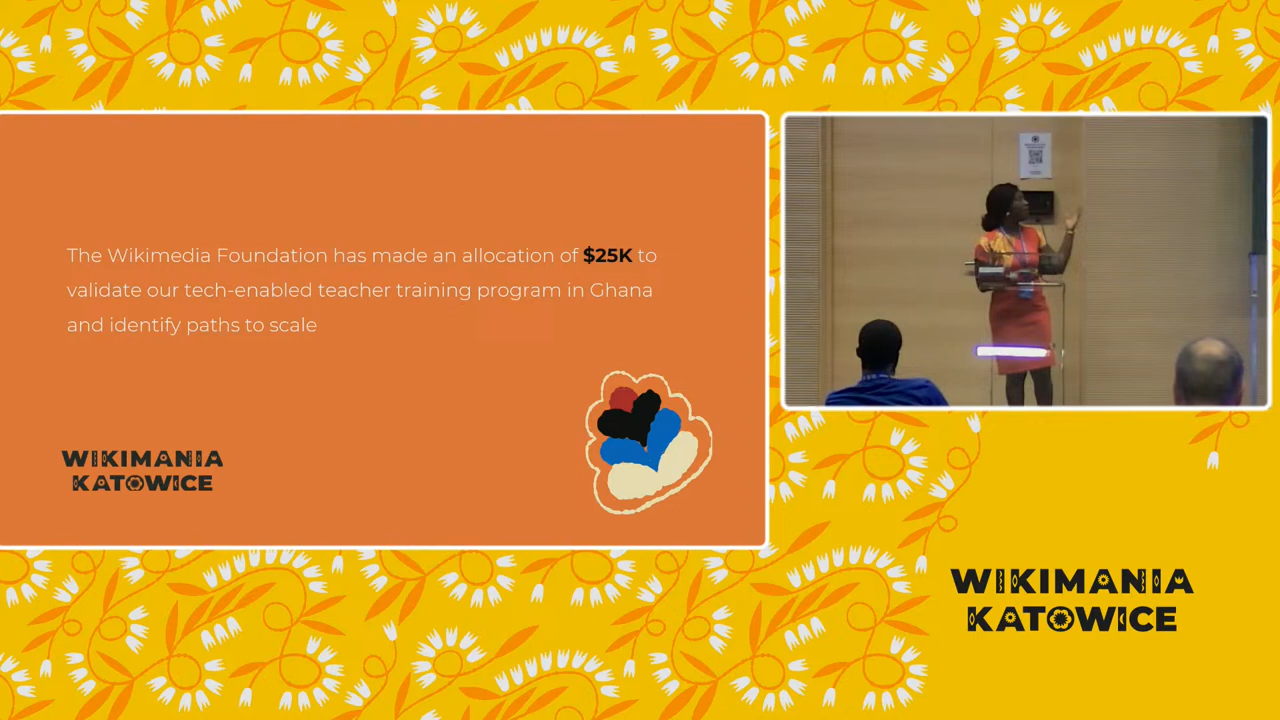 The Wikimedia Foundation has made an allocation of $25K to
validate our tech-enabled teacher training program in Ghana
and identify paths to scale
WIKIMANIA
KATOWICE
WIKIMANIA
KATOWICE